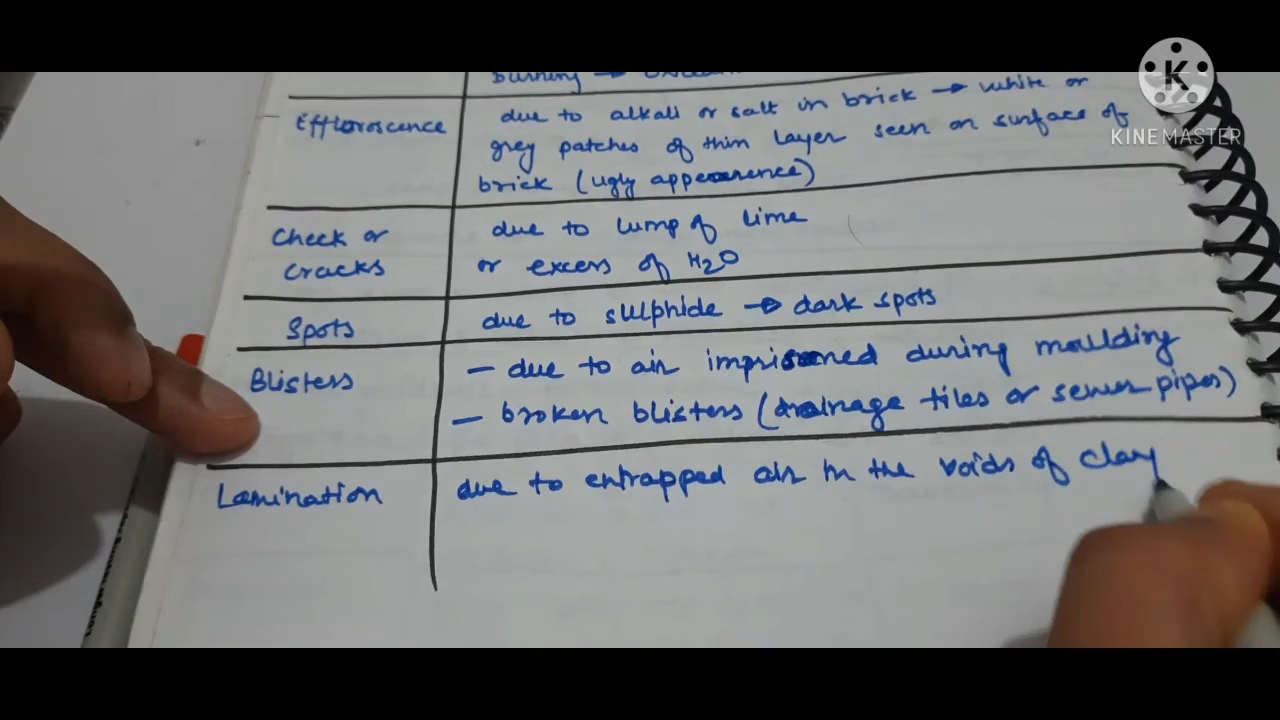 burning →
Effloroscence
due to alkali or salt in brick → white or
grey patches of thin layer seen on surface of
brick (ugly appearence)
Check or
cracks
due to lump of lime
or excess of H2O
Spots
due to sulphide → dark spots
Blisters
- due to air imprisoned during moulding
- broken blisters (drainage tiles or sewer pipes)
Lamination
due to entrapped air in the voids of clay
K
KINEMASTER